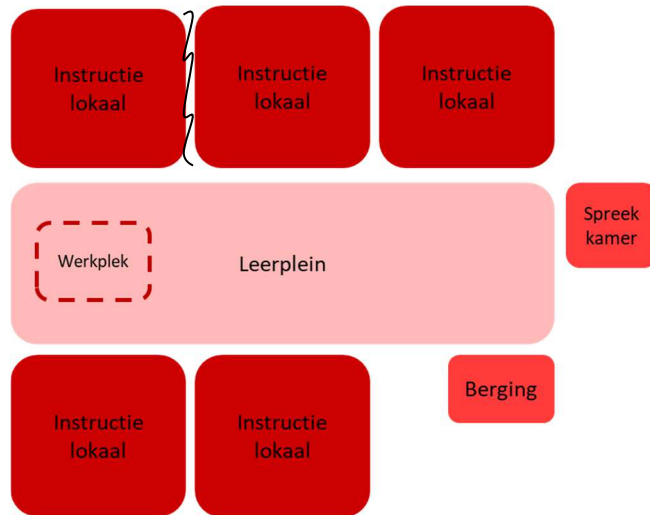 Instructie
lokaal
Instructie
lokaal
Instructie
lokaal
Werkplek
Leerplein
Spreek
kamer
Instructie
lokaal
Instructie
lokaal
Berging